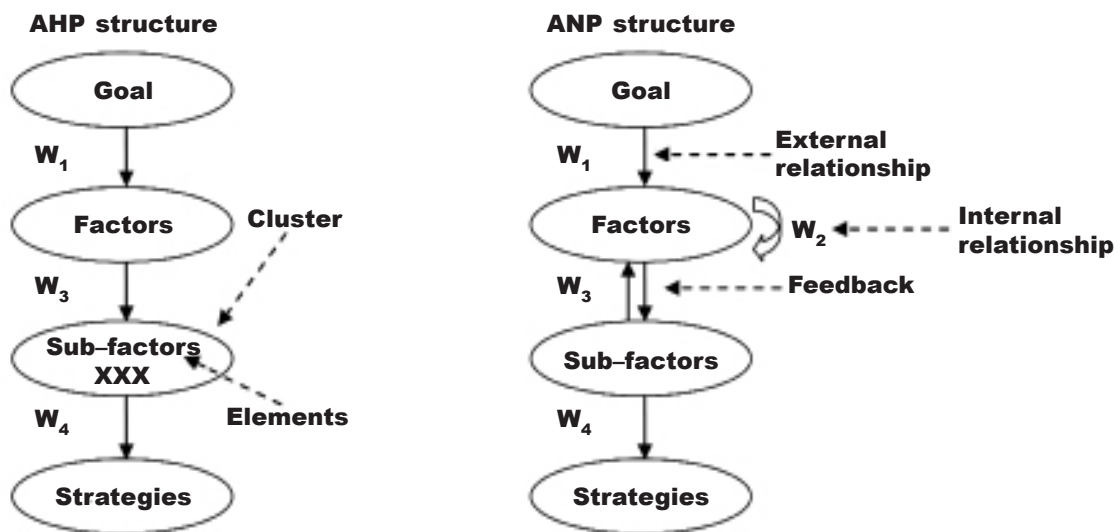 AHP structure
Goal
W1
Factors
Cluster
W3
Sub–factors
XXX
Elements
W4
Strategies
ANP structure
Goal
W1
External
relationship
Factors
W2
Internal
relationship
W3
Feedback
Sub–factors
W4
Strategies